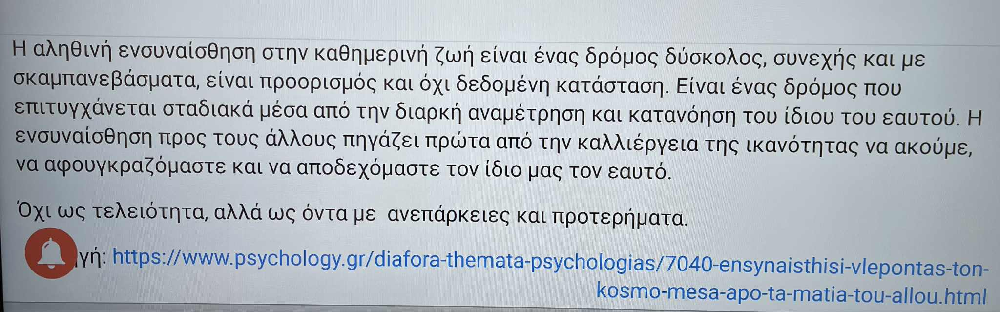 Η αληθινή ενσυναίσθηση στην καθημερινή ζωή είναι ένας δρόμος δύσκολος, συνεχής και με
σκαμπανεβάσματα, είναι προορισμός και όχι δεδομένη κατάσταση. Είναι ένας δρόμος που
επιτυγχάνεται σταδιακά μέσα από την διαρκή αναμέτρηση και κατανόηση του ίδιου του εαυτού. Η
ενσυναίσθηση προς τους άλλους πηγάζει πρώτα από την καλλιέργεια της ικανότητας να ακούμε,
να αφουγκραζόμαστε και να αποδεχόμαστε τον ίδιο μας τον εαυτό.
Όχι ως τελειότητα, αλλά ως όντα με  ανεπάρκειες και προτερήματα.
https://www.psychology.gr/diafora-themata-psychologias/7040-ensynaisthisi-vlepontas-ton-
kosmo-mesa-apo-ta-matia-tou-allou.html